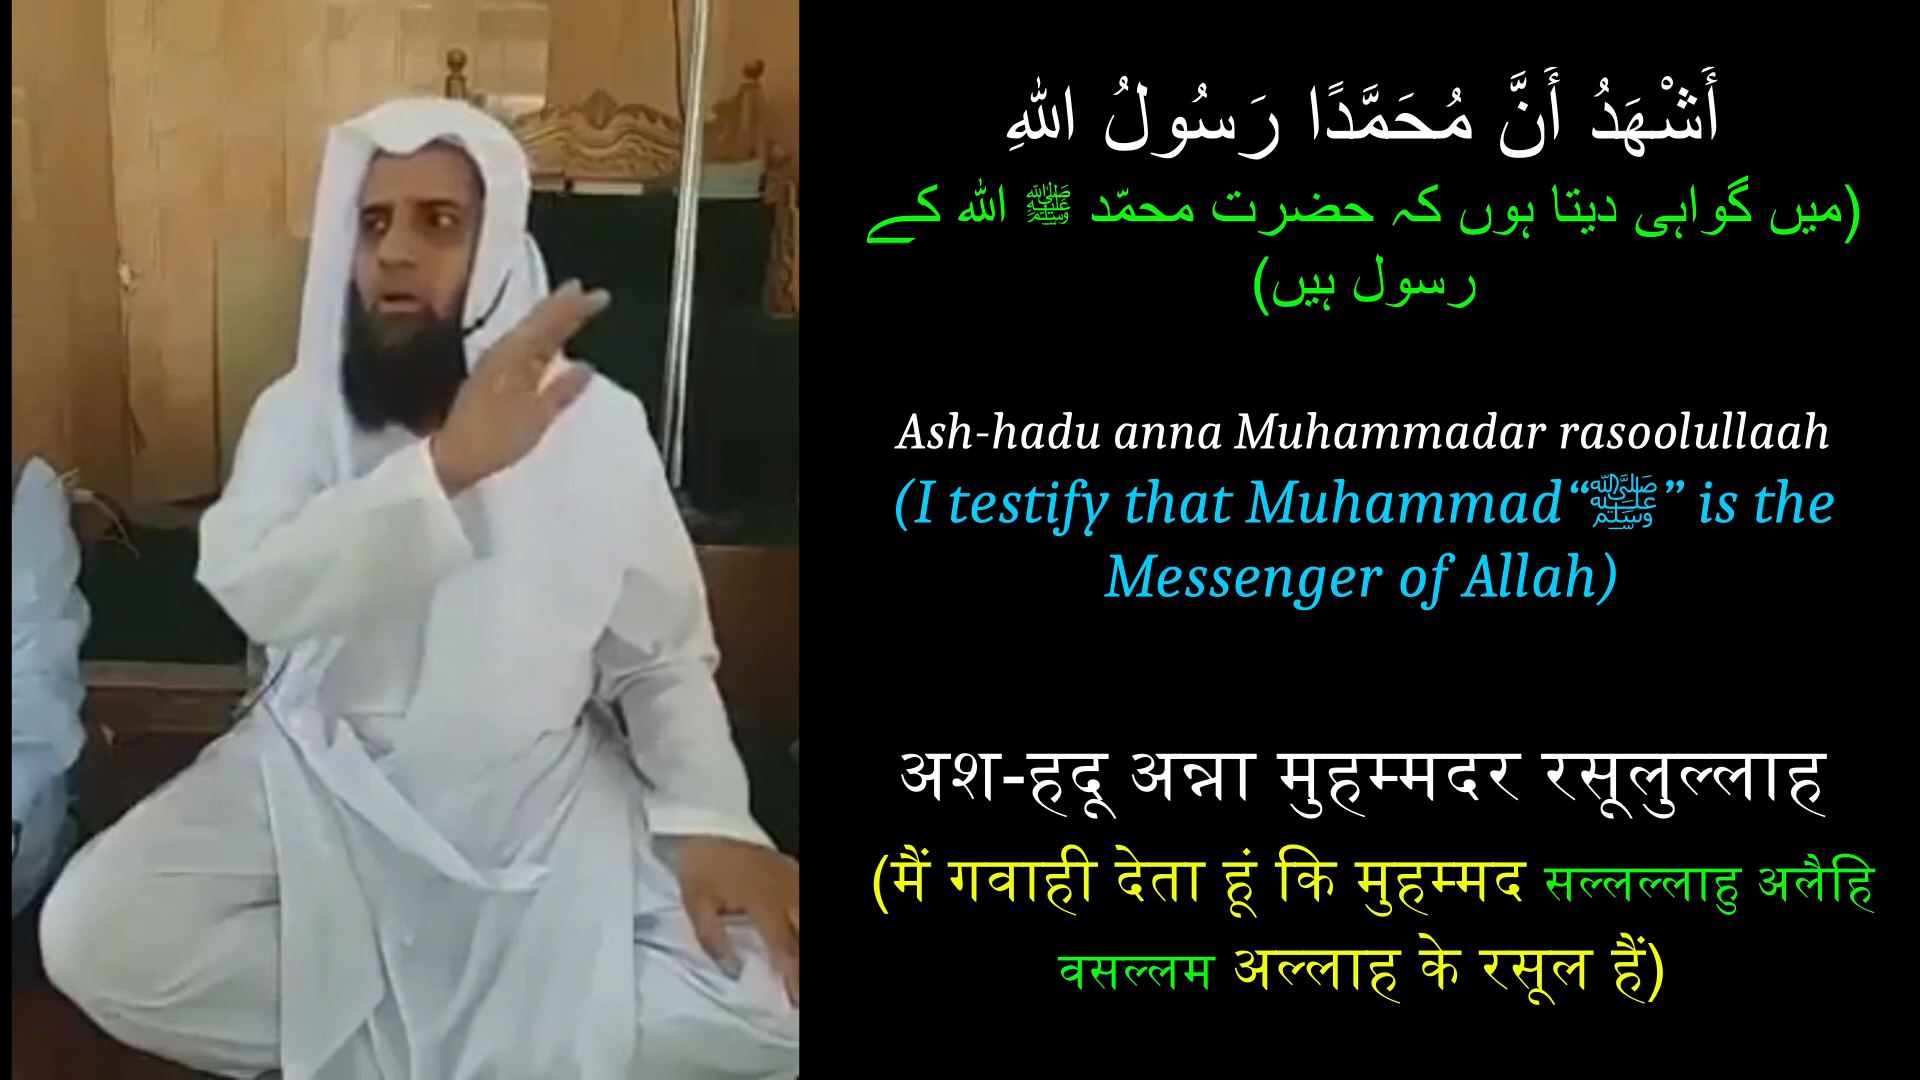 أَشْهَدُ أَنَّ مُحَمَّدًا رَسُولُ اللهِ
(میں گواہی دیتا ہوں کہ حضرت محمّد ﷺ اللہ کے
رسول ہیں)
Ash-hadu anna Muhammadar rasoolullaah
(I testify that Muhammad“ﷺ” is the
Messenger of Allah)
अश-हदू अन्ना मुहम्मदर रसूलुल्लाह
(मैं गवाही देता हूं कि मुहम्मद सल्लल्लाहु अलैहि
वसल्लम अल्लाह के रसूल हैं)